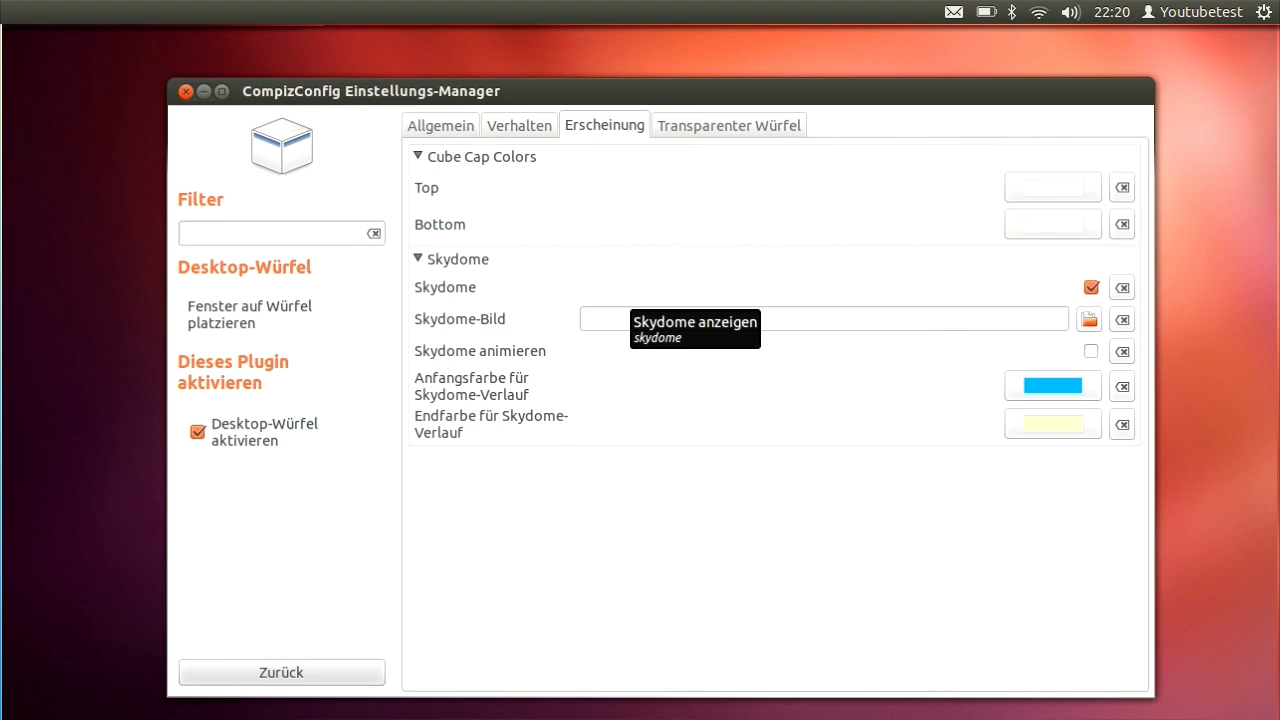 22:20 Youtubetest
CompizConfig Einstellungs-Manager
Filter
Desktop-Würfel
Fenster auf Würfel
platzieren
Dieses Plugin
aktivieren
Desktop-Würfel
aktivieren
Zurück
Allgemein Verhalten Erscheinung Transparenter Würfel
Cube Cap Colors
Top
Bottom
Skydome
Skydome
Skydome-Bild
Skydome anzeigen
skydome
Skydome animieren
Anfangsfarbe für
Skydome-Verlauf
Endfarbe für Skydome-
Verlauf